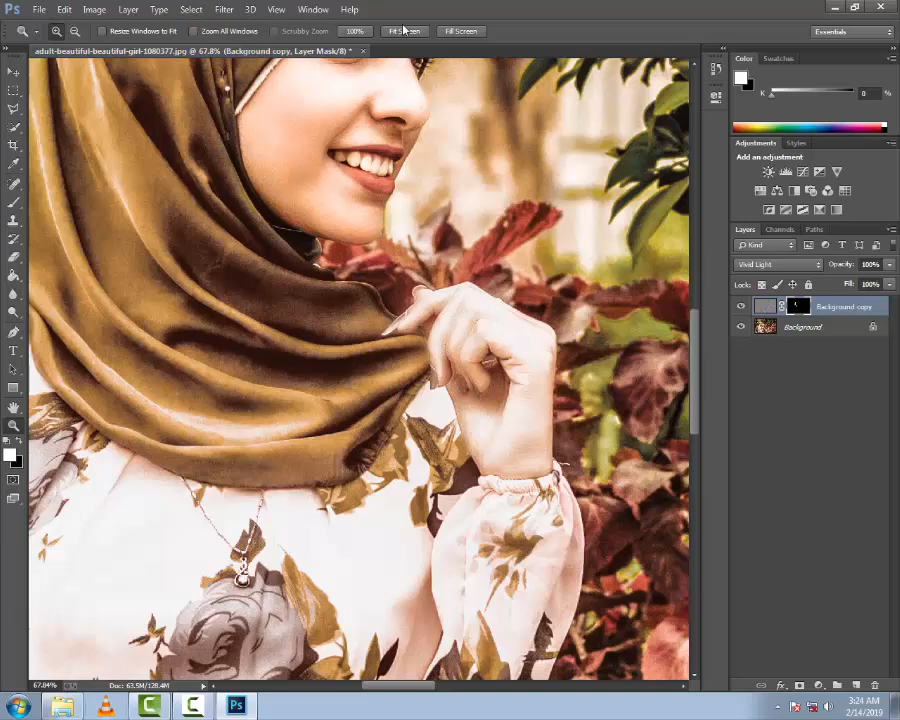 Ps File Edit Image Layer Type Select Filter 3D View Window Help
Resize Windows to Fit Zoom All Windows Scrubby Zoom 100% Fit Screen Fill Screen Essentials
adult-beautiful-beautiful-girl-1080377.jpg @ 67.8% (Background copy, Layer Mask/8) *
Color Swatches
K 0 %
Adjustments Styles
Add an adjustment
Layers Channels Paths
Kind
Vivid Light Opacity: 100%
Lock: Fill: 100%
Background copy
Background
67.84% Doc: 63.5M/128.4M
Ps
3:24 AM
2/14/2019